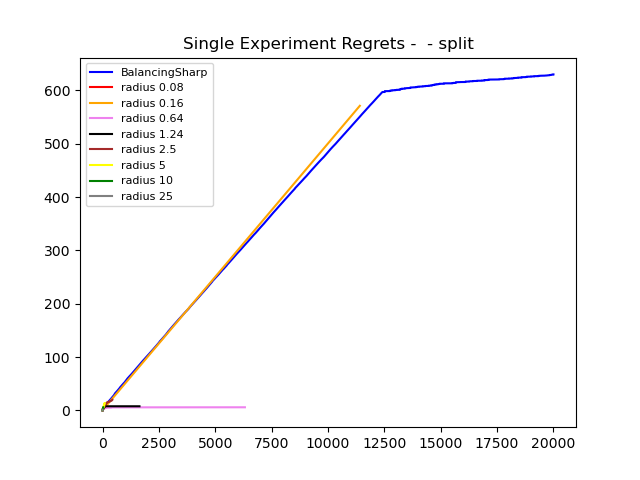 Single Experiment Regrets -  - split
BalancingSharp
radius 0.08
radius 0.16
radius 0.64
radius 1.24
radius 2.5
radius 5
radius 10
radius 25
600
500
400
300
200
100
0
0 2500 5000 7500 10000 12500 15000 17500 20000